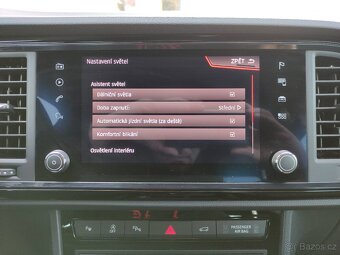 Nastavení světel
ZPĚT
Asistent světel
Dálniční světla
Doba zapnutí: Střední
Automatická jízdní světla (za deště)
Komfortní blikání
Osvětlení interiéru
PASSENGER
AIR BAG
bazos.cz